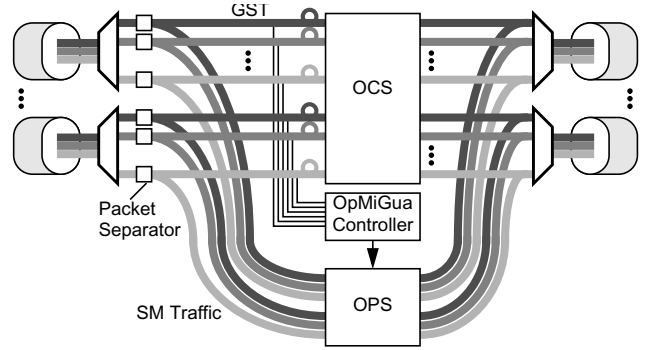 GST
OCS
Packet
Separator
OpMiGua
Controller
SM Traffic
OPS